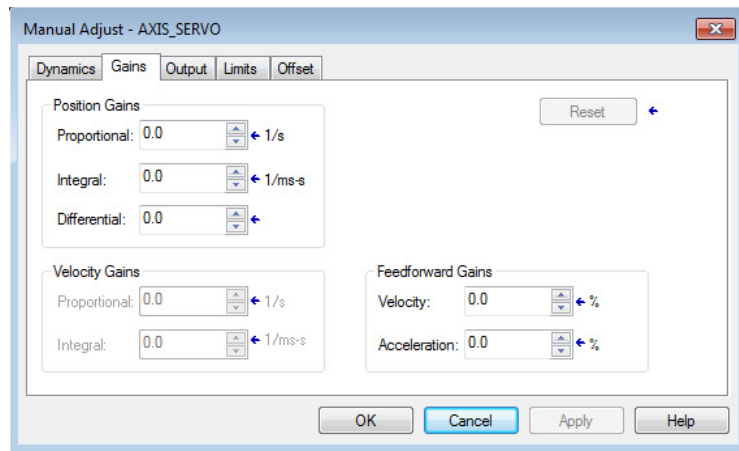 Manual Adjust - AXIS_SERVO
Dynamics Gains Output Limits Offset
Position Gains
Reset
Proportional: 0.0 1/s
Integral: 0.0 1/ms-s
Differential: 0.0
Velocity Gains
Proportional: 0.0 1/s
Integral: 0.0 1/ms-s
Feedforward Gains
Velocity: 0.0 %
Acceleration: 0.0 %
OK Cancel Apply Help